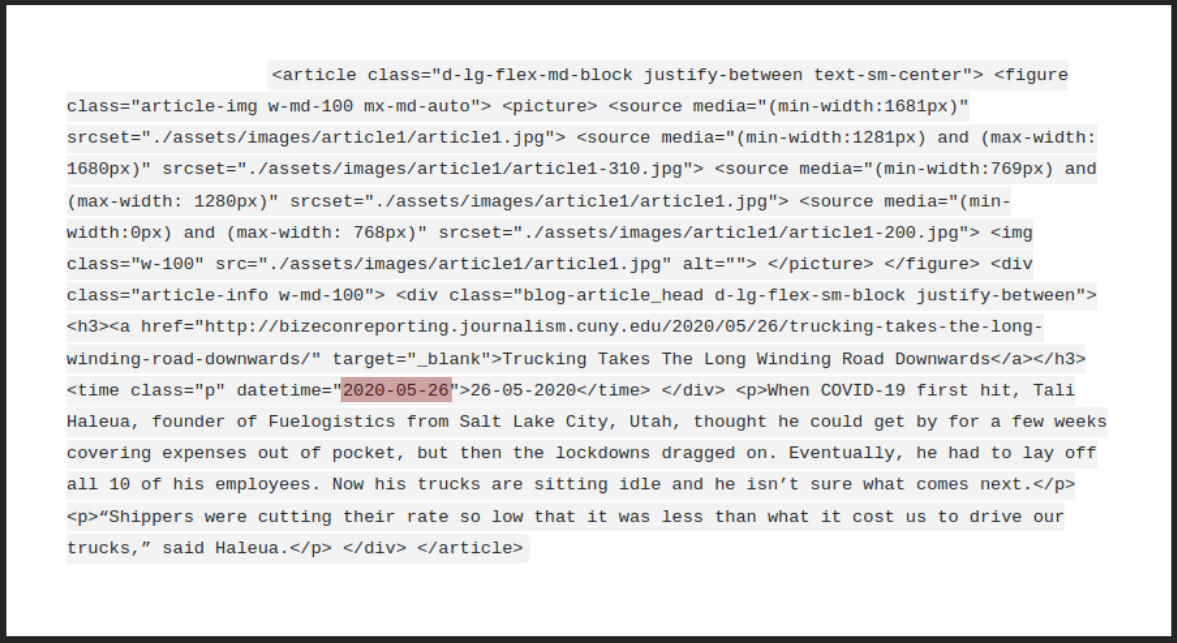 <article class="d-lg-flex-md-block justify-between text-sm-center"> <figure
class="article-img w-md-100 mx-md-auto"> <picture> <source media="(min-width:1681px)"
srcset="./assets/images/article1/article1.jpg"> <source media="(min-width:1281px) and (max-width:
1680px)" srcset="./assets/images/article1/article1-310.jpg"> <source media="(min-width:769px) and
(max-width: 1280px)" srcset="./assets/images/article1/article1.jpg"> <source media="(min-
width:0px) and (max-width: 768px)" srcset="./assets/images/article1/article1-200.jpg"> <img
class="w-100" src="./assets/images/article1/article1.jpg" alt=""> </picture> </figure> <div
class="article-info w-md-100"> <div class="blog-article_head d-lg-flex-sm-block justify-between">
<h3><a href="http://bizeconreporting.journalism.cuny.edu/2020/05/26/trucking-takes-the-long-
winding-road-downwards/" target="_blank">Trucking Takes The Long Winding Road Downwards</a></h3>
<time class="p" datetime="2020-05-26">26-05-2020</time> </div> <p>When COVID-19 first hit, Tali
Haleua, founder of Fuelogistics from Salt Lake City, Utah, thought he could get by for a few weeks
covering expenses out of pocket, but then the lockdowns dragged on. Eventually, he had to lay off
all 10 of his employees. Now his trucks are sitting idle and he isn’t sure what comes next.</p>
<p>“Shippers were cutting their rate so low that it was less than what it cost us to drive our
trucks,” said Haleua.</p> </div> </article>